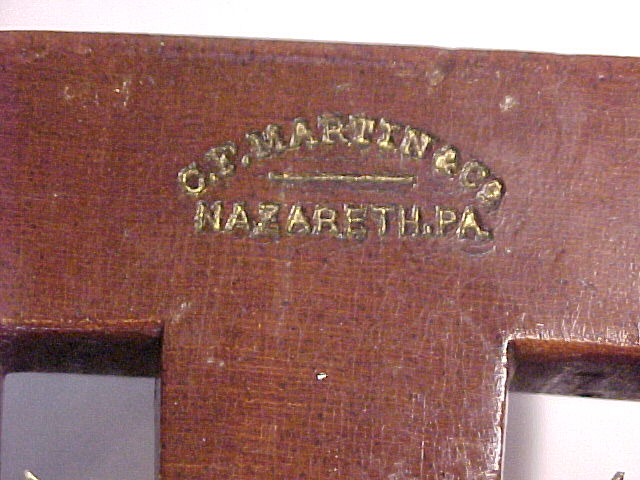 C.F. MARTIN & Co
NAZARETH, PA.